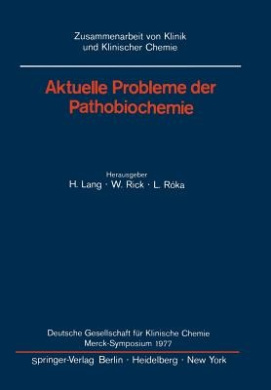 Zusammenarbeit von Klinik
und Klinischer Chemie
Aktuelle Probleme der
Pathobiochemie
Herausgeber
H. Lang · W. Rick · L. Róka
Deutsche Gesellschaft für Klinische Chemie
Merck-Symposium 1977
Springer-Verlag Berlin · Heidelberg · New York